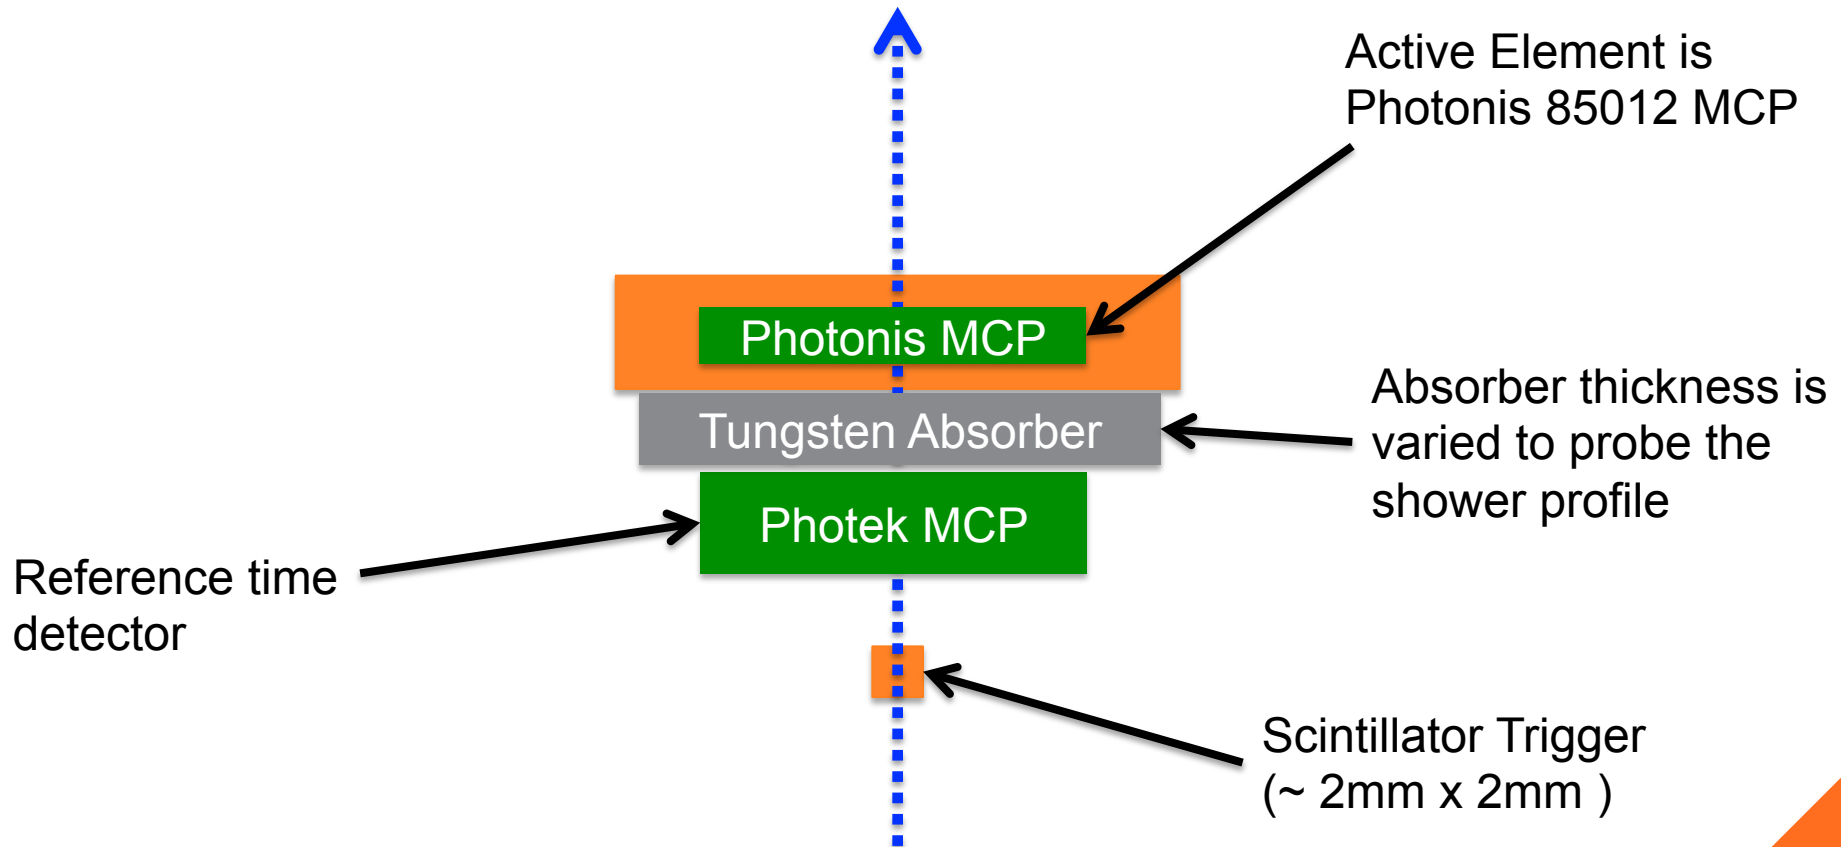 Active Element is
Photonis 85012 MCP
Photonis MCP
Absorber thickness is
varied to probe the
shower profile
Tungsten Absorber
Photek MCP
Reference time
detector
Scintillator Trigger
(~ 2mm x 2mm )